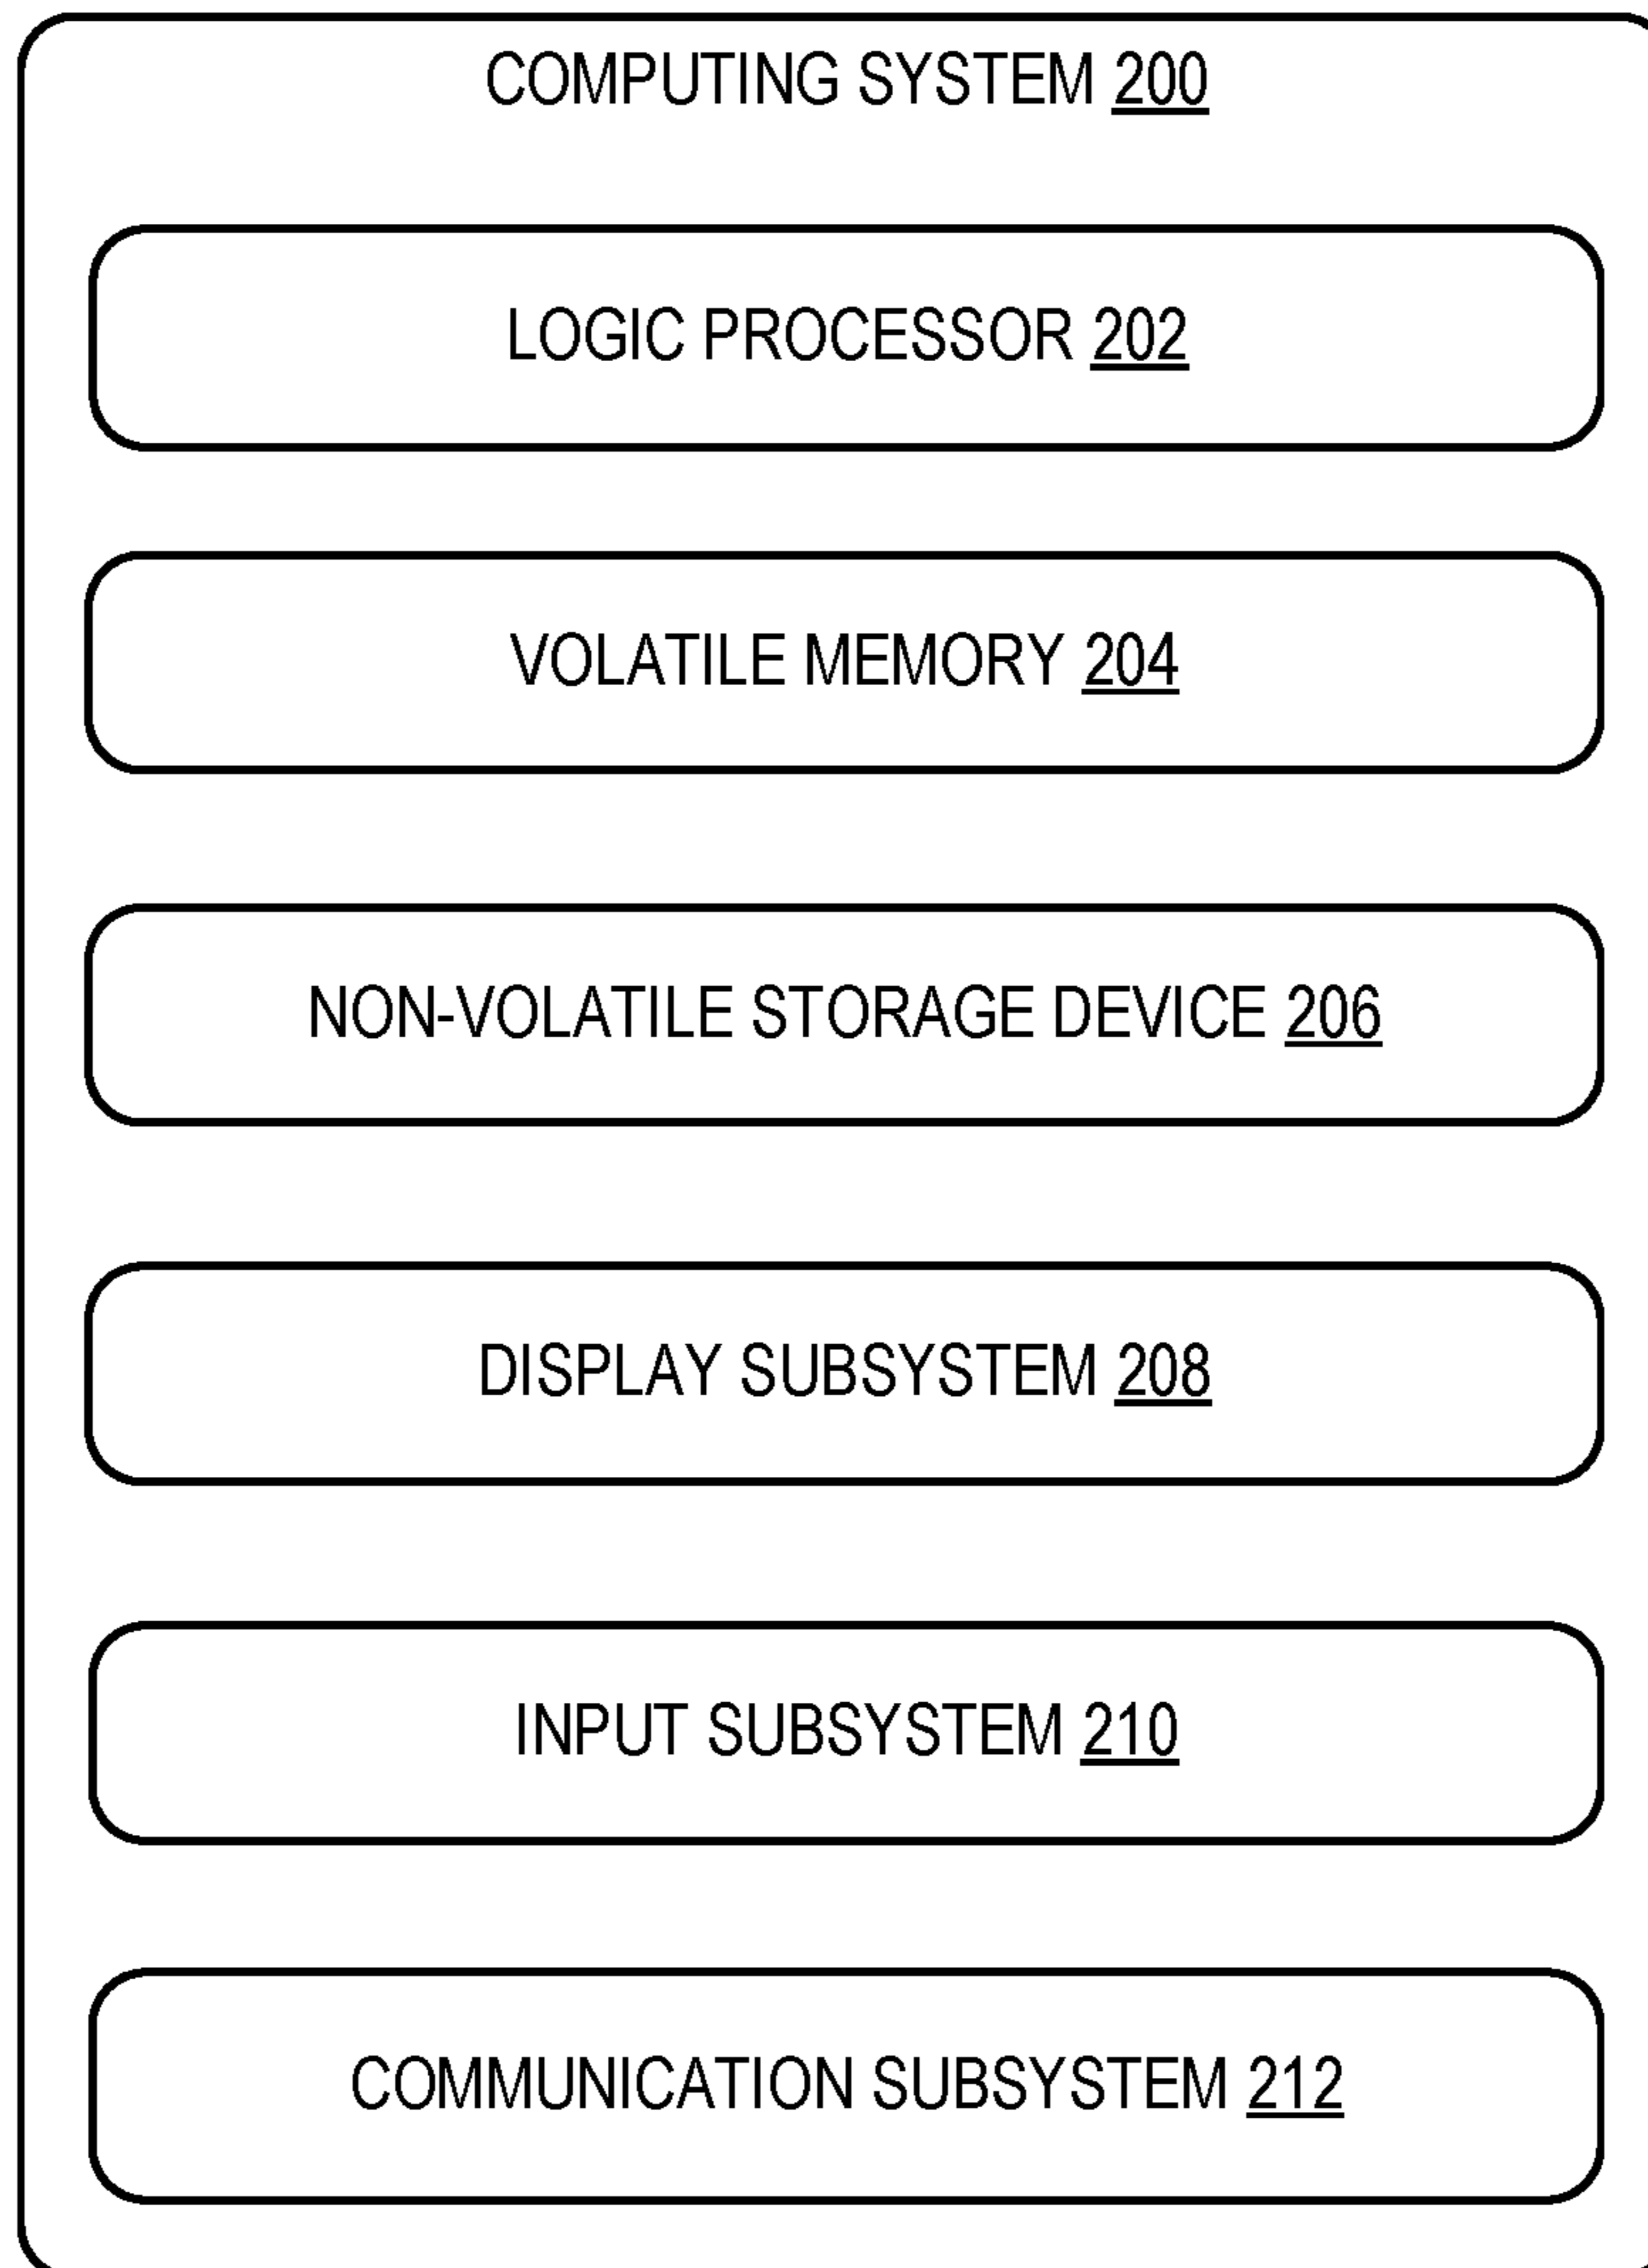 COMPUTING SYSTEM 200
LOGIC PROCESSOR 202
VOLATILE MEMORY 204
NON-VOLATILE STORAGE DEVICE 206
DISPLAY SUBSYSTEM 208
INPUT SUBSYSTEM 210
COMMUNICATION SUBSYSTEM 212